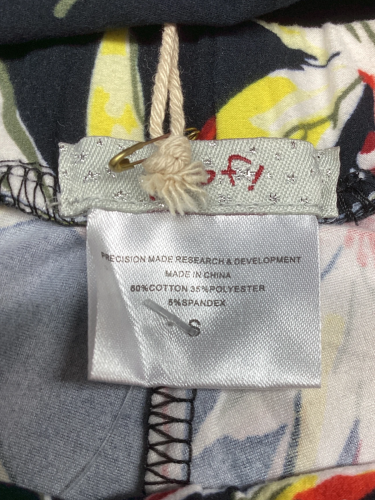 PRECISION MADE RESEARCH & DEVELOPMENT
MADE IN CHINA
60%COTTON 35%POLYESTER
5%SPANDEX
S